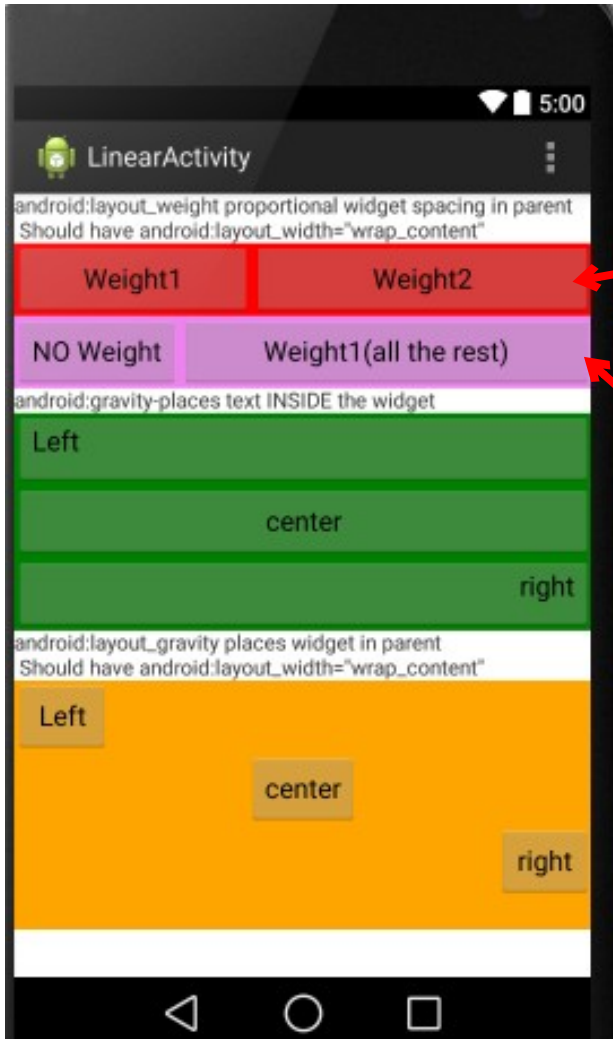 5:00
LinearActivity
android:layout_weight proportional widget spacing in parent
Should have android:layout_width="wrap_content"
Weight1 Weight2
NO Weight Weight1(all the rest)
android:gravity-places text INSIDE the widget
Left
center
right
android:layout_gravity places widget in parent
Should have android:layout_width="wrap_content"
Left
center
right